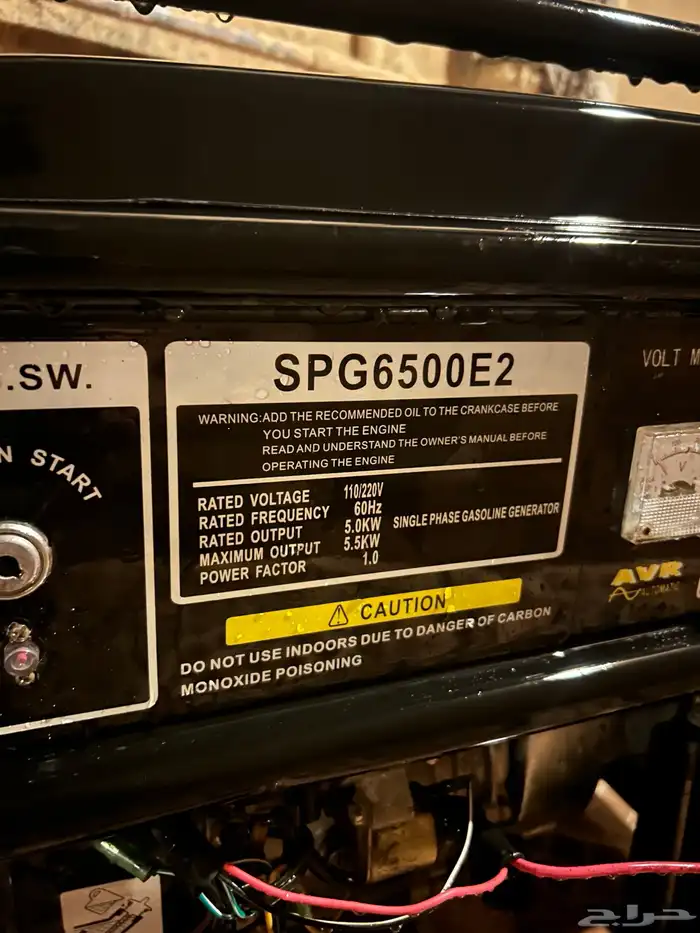 .SW.
N START
SPG6500E2
WARNING:ADD THE RECOMMENDED OIL TO THE CRANKCASE BEFORE
YOU START THE ENGINE
READ AND UNDERSTAND THE OWNER'S MANUAL BEFORE
OPERATING THE ENGINE
RATED VOLTAGE 110/220V
RATED FREQUENCY 60Hz
RATED OUTPUT 5.0KW SINGLE PHASE GASOLINE GENERATOR
MAXIMUM OUTPUT 5.5KW
POWER FACTOR 1.0
CAUTION
DO NOT USE INDOORS DUE TO DANGER OF CARBON
MONOXIDE POISONING
VOLT M
V
AVR
AUTOMATIC
حراج